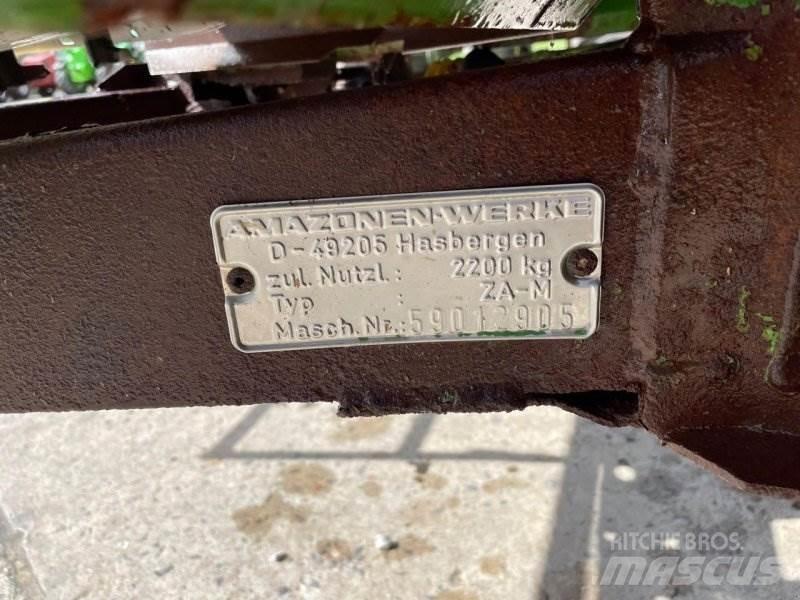 AMAZONEN-WERKE
D-49205 Hasbergen
zul. Nutzl.: 2200 kg
Typ : ZA-M
Masch. Nr.: 59012905
RITCHIE BROS.
MASCUS